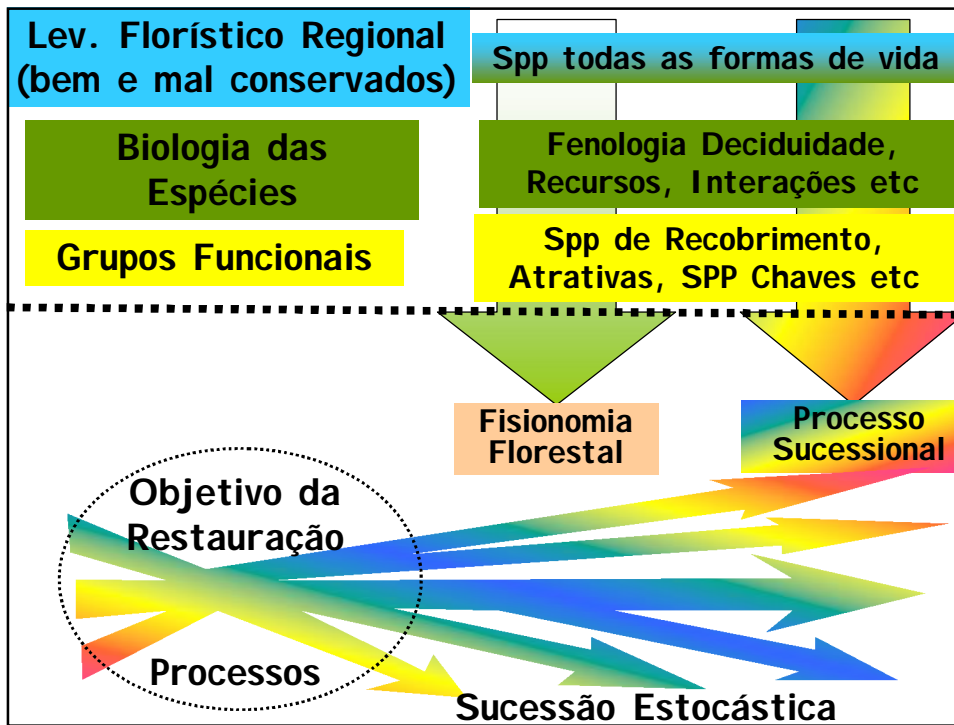 Lev. Florístico Regional
(bem e mal conservados)
Spp todas as formas de vida
Biologia das
Espécies
Fenologia Deciduidade,
Recursos, Interações etc
Grupos Funcionais
Spp de Recobrimento,
Atrativas, SPP Chaves etc
Fisionomia
Florestal
Processo
Sucessional
Objetivo da
Restauração
Processos
Sucessão Estocástica